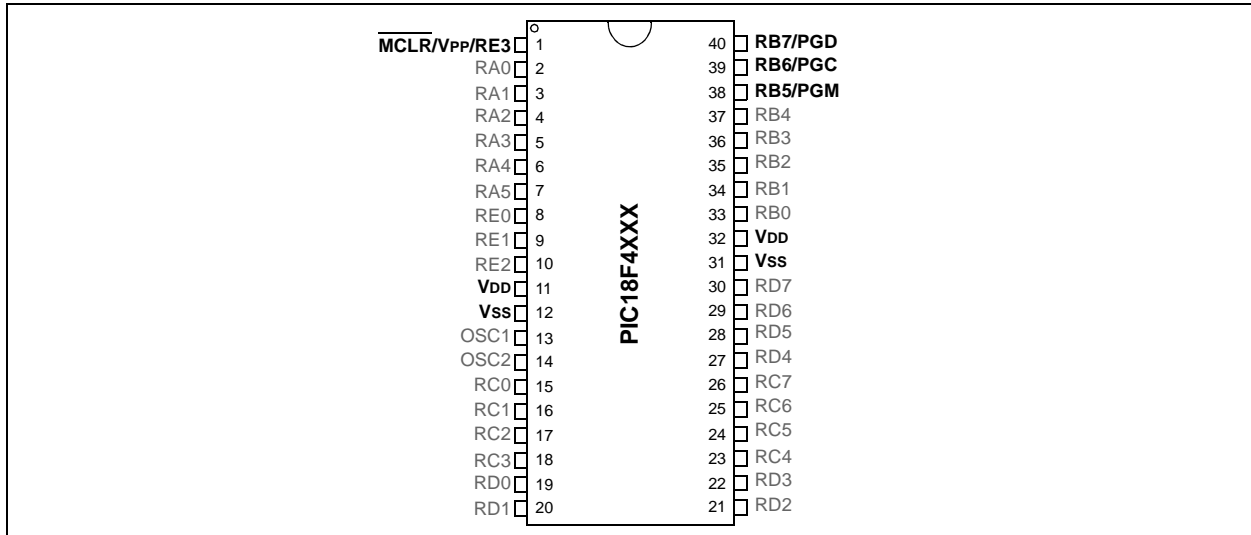 MCLR/VPP/RE3 1 40 RB7/PGD
RA0 2 39 RB6/PGC
RA1 3 38 RB5/PGM
RA2 4 37 RB4
RA3 5 36 RB3
RA4 6 35 RB2
RA5 7 34 RB1
RE0 8 33 RB0
RE1 9 32 VDD
RE2 10 31 VSS
VDD 11 30 RD7
VSS 12 29 RD6
OSC1 13 28 RD5
OSC2 14 27 RD4
RC0 15 26 RC7
RC1 16 25 RC6
RC2 17 24 RC5
RC3 18 23 RC4
RD0 19 22 RD3
RD1 20 21 RD2
PIC18F4XXX